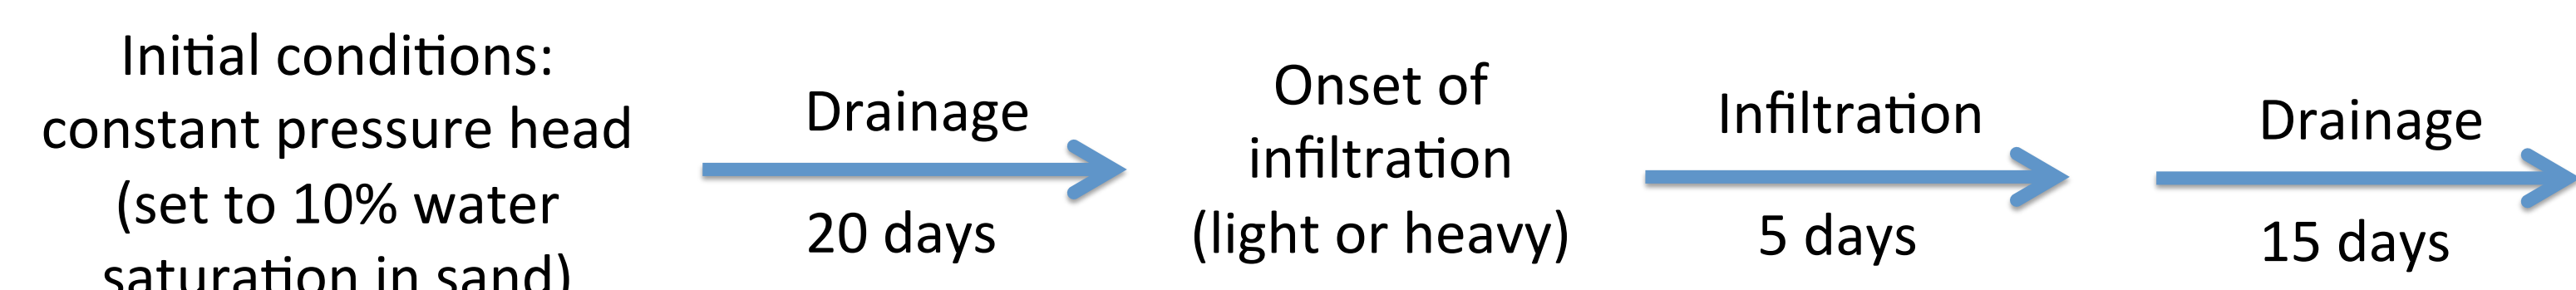 Initial conditions:
constant pressure head
(set to 10% water
saturation in sand)
Drainage
20 days
Onset of
infiltration
(light or heavy)
Infiltration
5 days
Drainage
15 days